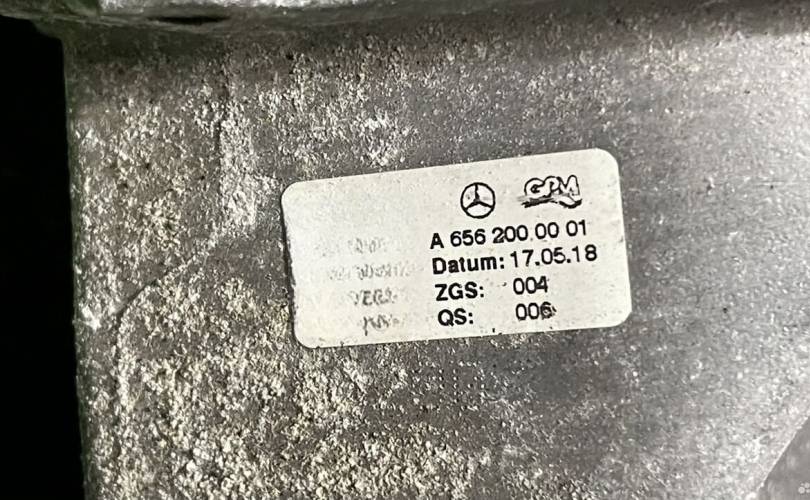 GPM
A 656 200 00 01
Datum: 17.05.18
ZGS: 004
QS: 006